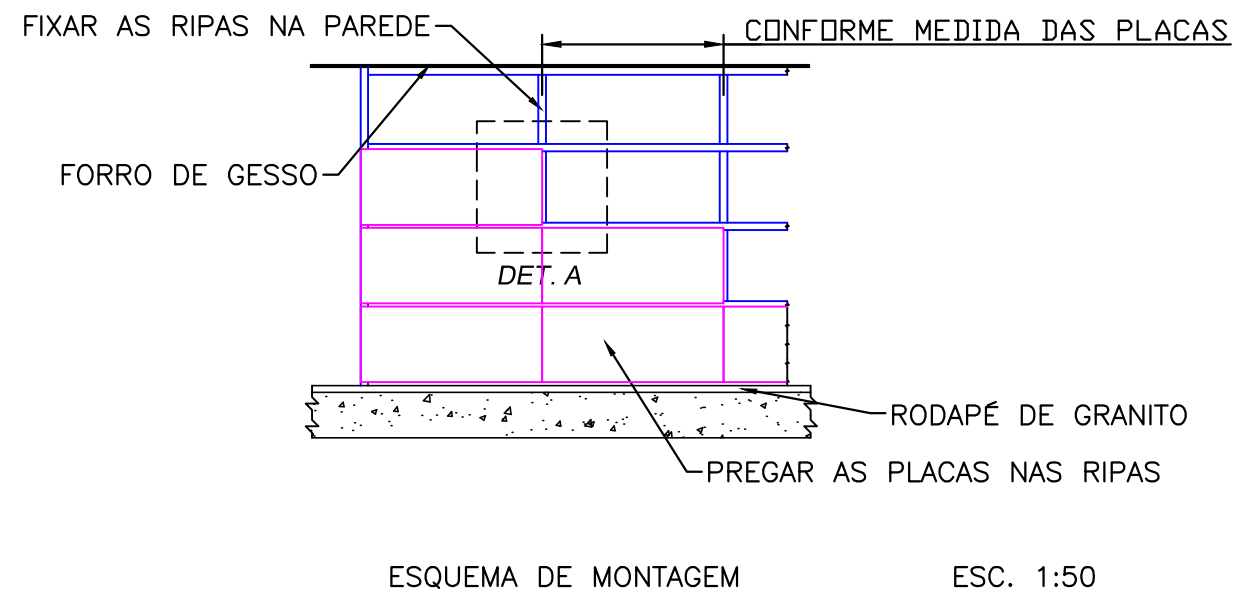 FIXAR AS RIPAS NA PAREDE
CONFORME MEDIDA DAS PLACAS
FORRO DE GESSO
DET. A
RODAPÉ DE GRANITO
PREGAR AS PLACAS NAS RIPAS
ESQUEMA DE MONTAGEM
ESC. 1:50